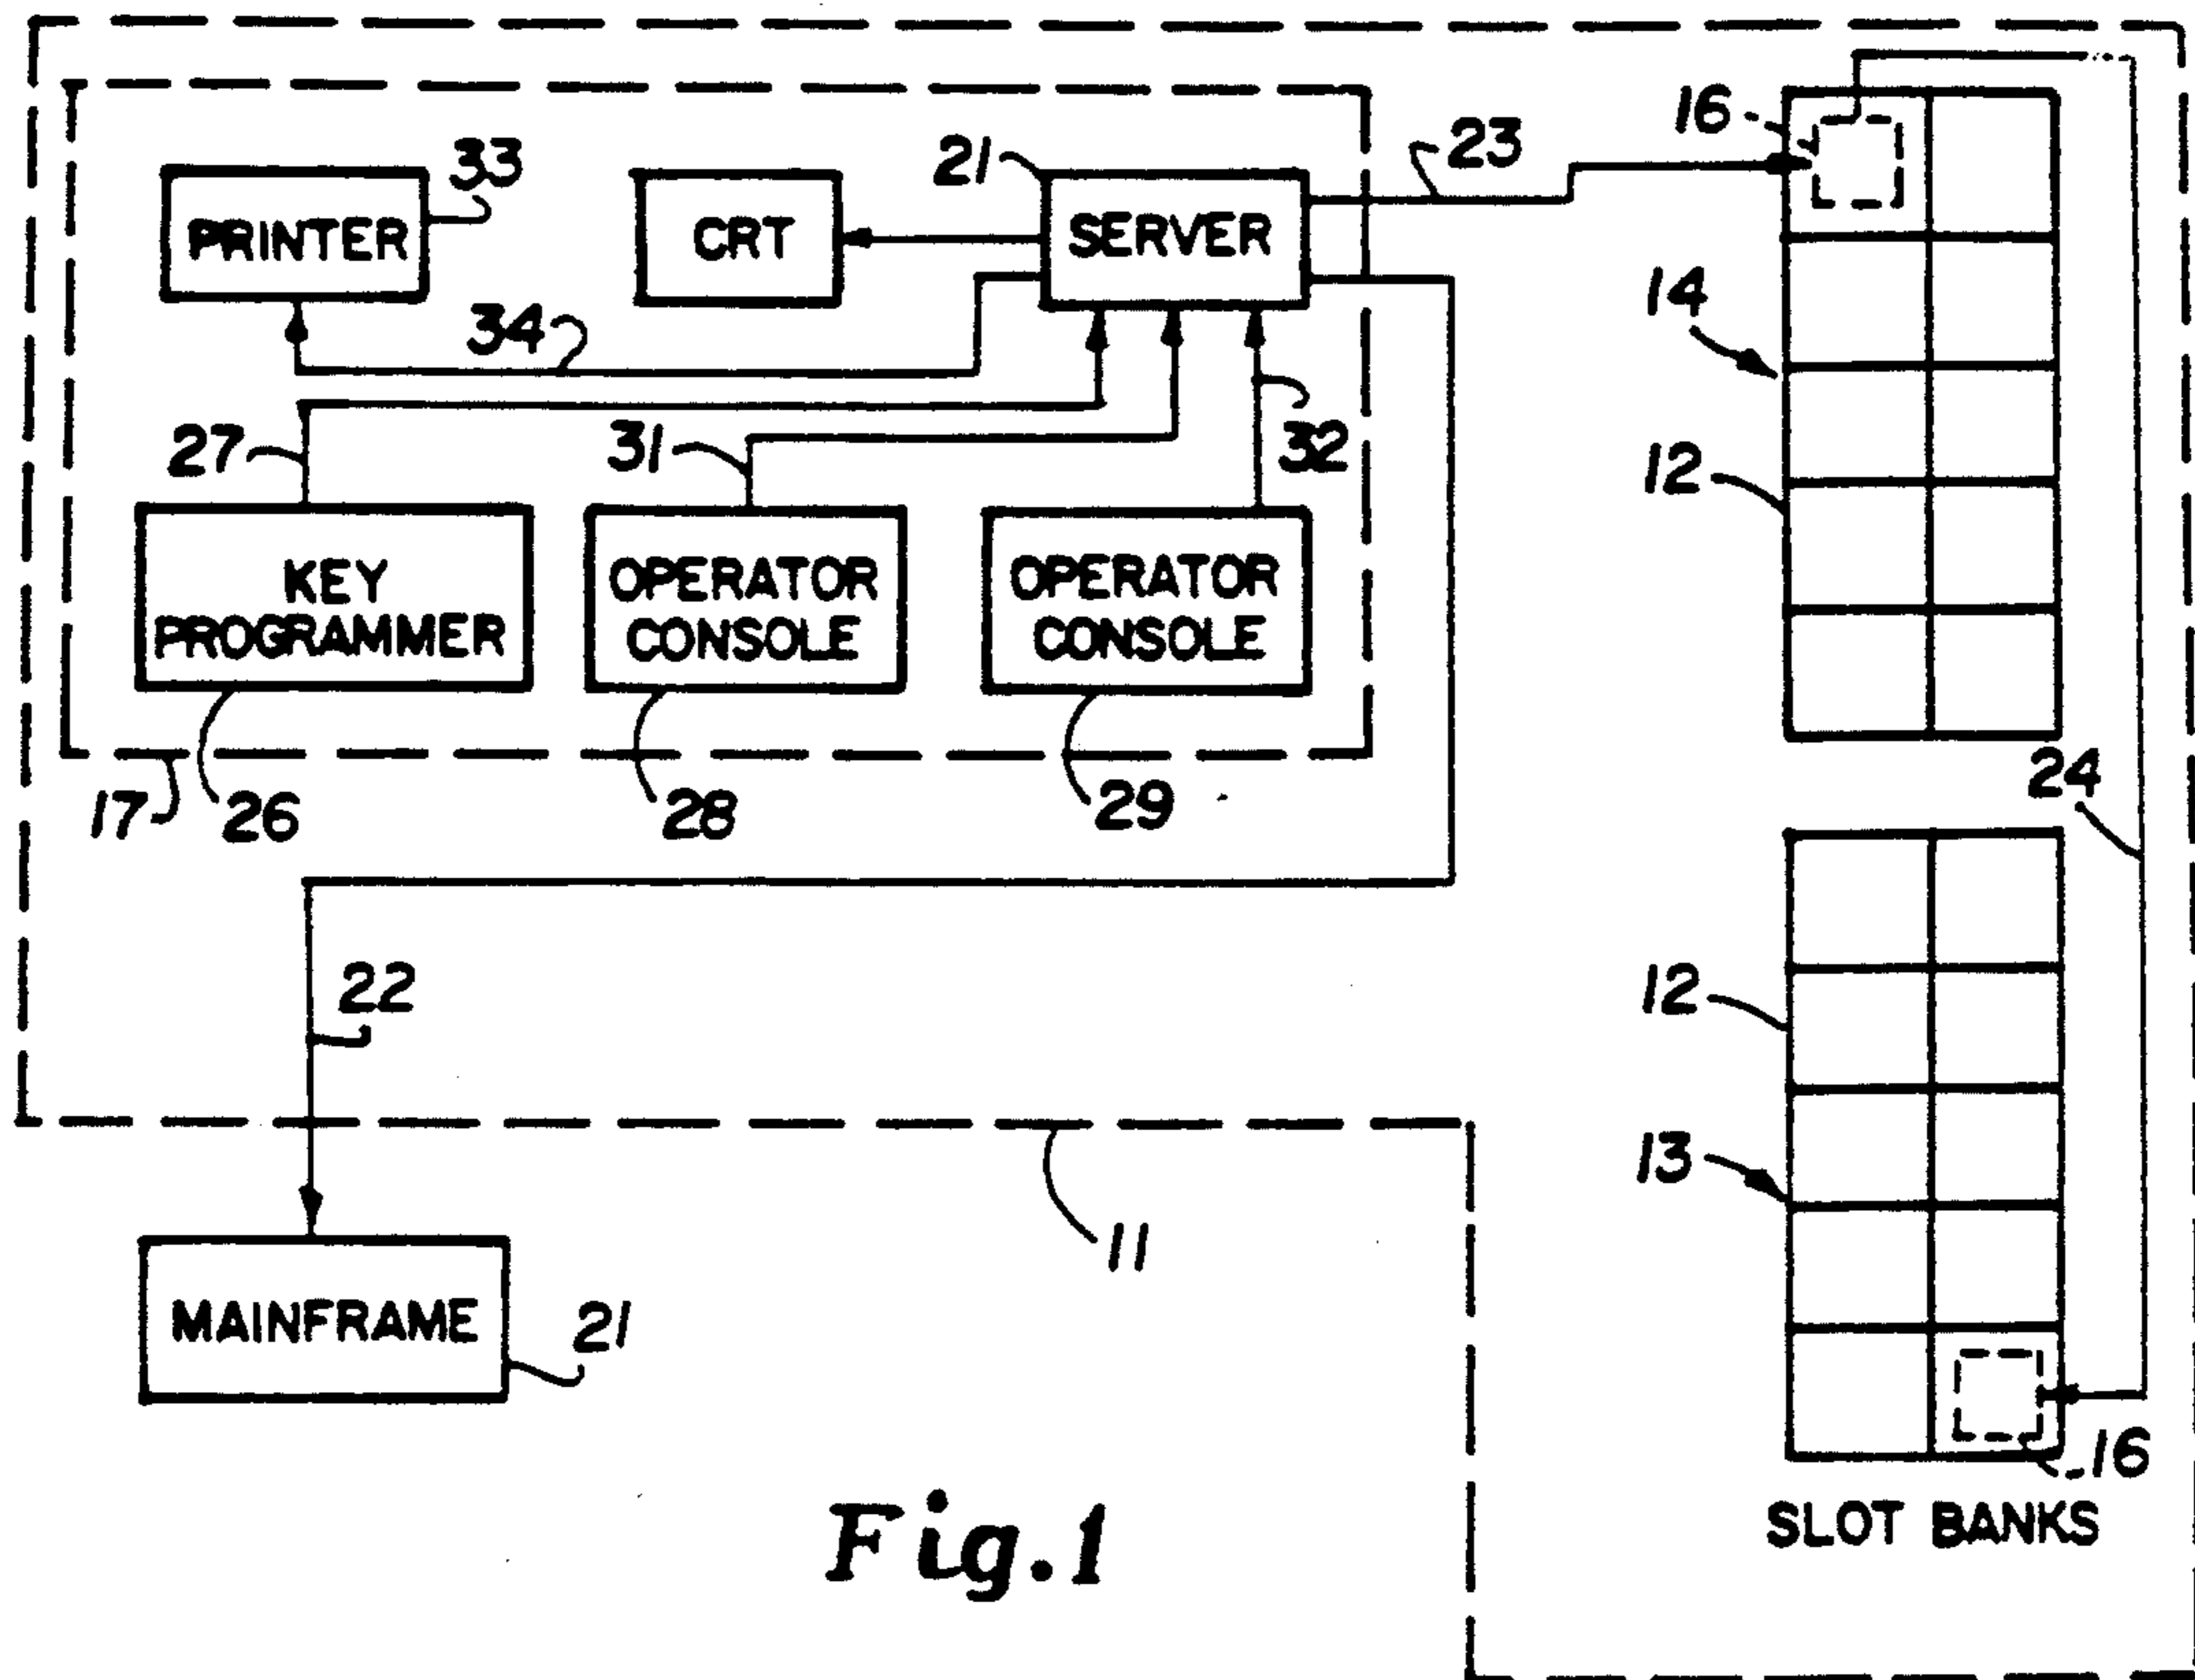 16
33
21
23
PRINTER
CRT
SERVER
34
14
27
31
32
12
KEY
PROGRAMMER
OPERATOR
CONSOLE
OPERATOR
CONSOLE
17
26
28
29
24
22
12
13
11
MAINFRAME
21
16
SLOT BANKS
Fig.1